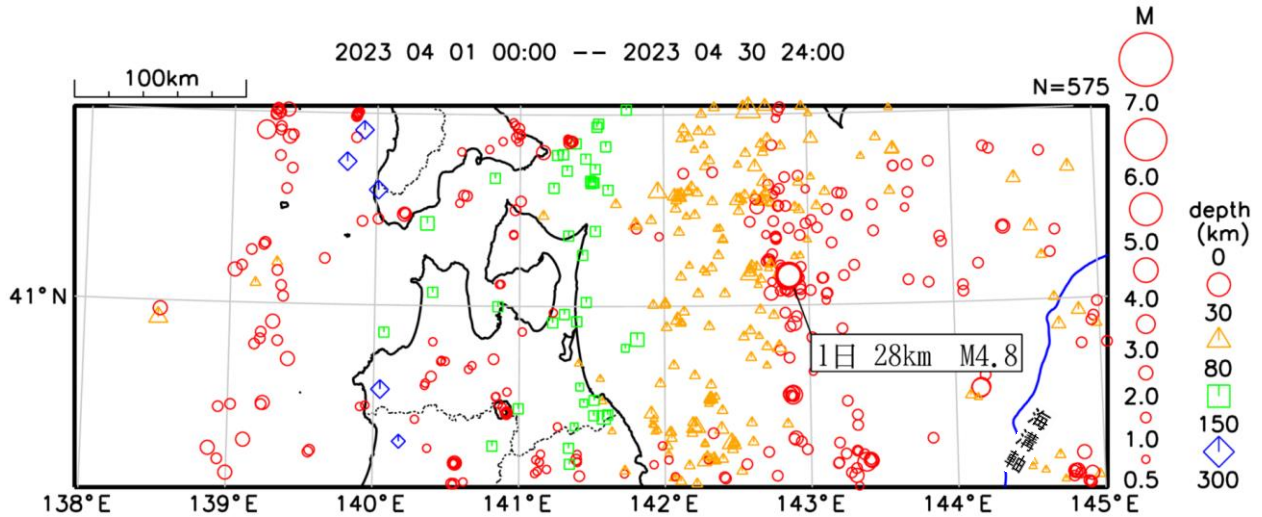 M
2023 04 01 00:00 -- 2023 04 30 24:00
100km
N=575
7.0
6.0
5.0
4.0
3.0
2.0
1.0
0.5
depth
(km)
0
30
80
150
300
41°N
1日 28km M4.8
海溝軸
138°E
139°E
140°E
141°E
142°E
143°E
144°E
145°E